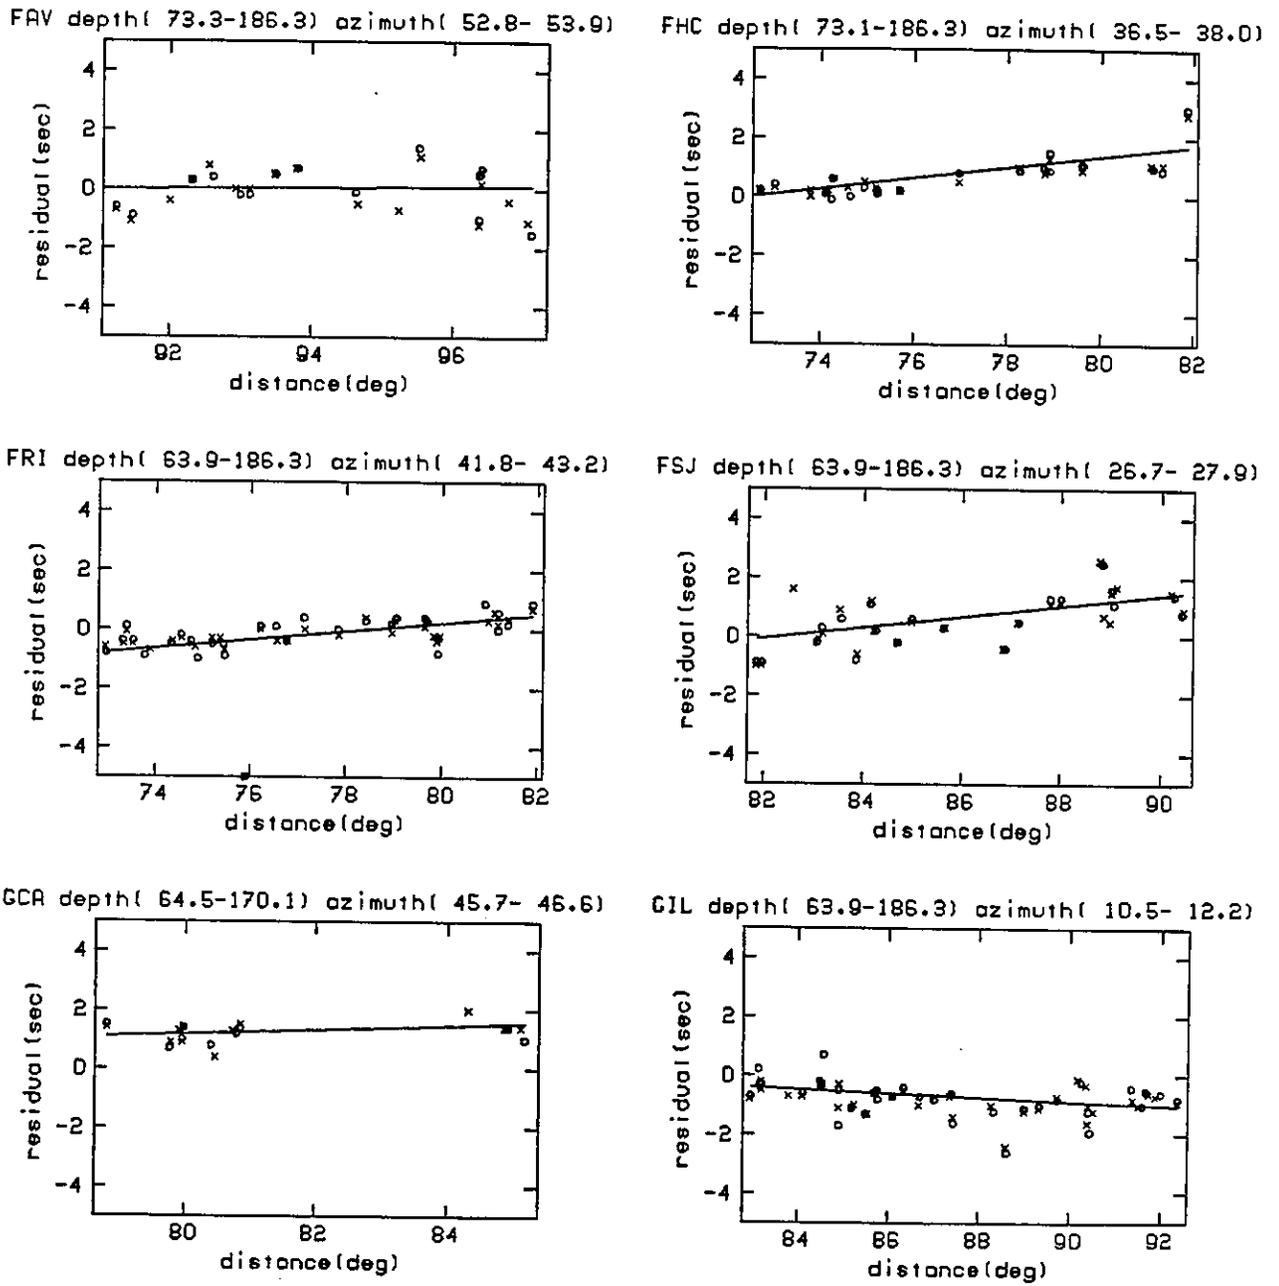 FAV depth( 73.3-186.3) azimuth( 52.8- 53.9)
4
2
0
-2
-4
residual(sec)
92 94 96
distance(deg)
FHC depth( 73.1-186.3) azimuth( 36.5- 38.0)
4
2
0
-2
-4
residual(sec)
74 76 78 80 82
distance(deg)
FRI depth( 63.9-186.3) azimuth( 41.8- 43.2)
4
2
0
-2
-4
residual(sec)
74 76 78 80 82
distance(deg)
FSJ depth( 63.9-186.3) azimuth( 26.7- 27.9)
4
2
0
-2
-4
residual(sec)
82 84 86 88 90
distance(deg)
GCA depth( 64.5-170.1) azimuth( 45.7- 46.6)
4
2
0
-2
-4
residual(sec)
80 82 84
distance(deg)
GIL depth( 63.9-186.3) azimuth( 10.5- 12.2)
4
2
0
-2
-4
residual(sec)
84 86 88 90 92
distance(deg)